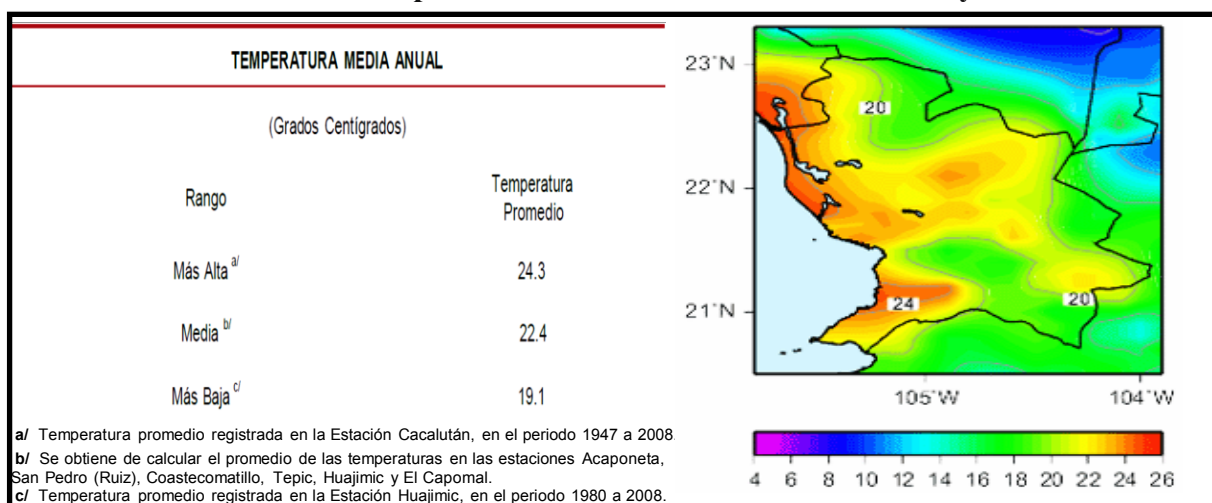 TEMPERATURA MEDIA ANUAL
(Grados Centígrados)
Rango
Temperatura
Promedio
Más Alta a/
24.3
Media b/
22.4
Más Baja c/
19.1
a/ Temperatura promedio registrada en la Estación Cacalután, en el periodo 1947 a 2008.
b/ Se obtiene de calcular el promedio de las temperaturas en las estaciones Acaponeta,
San Pedro (Ruiz), Coastecomatillo, Tepic, Huajimic y El Capomal.
c/ Temperatura promedio registrada en la Estación Huajimic, en el periodo 1980 a 2008.
23°N
22°N
21°N
20
24
20
105°W
104°W
4 6 8 10 12 14 16 18 20 22 24 26